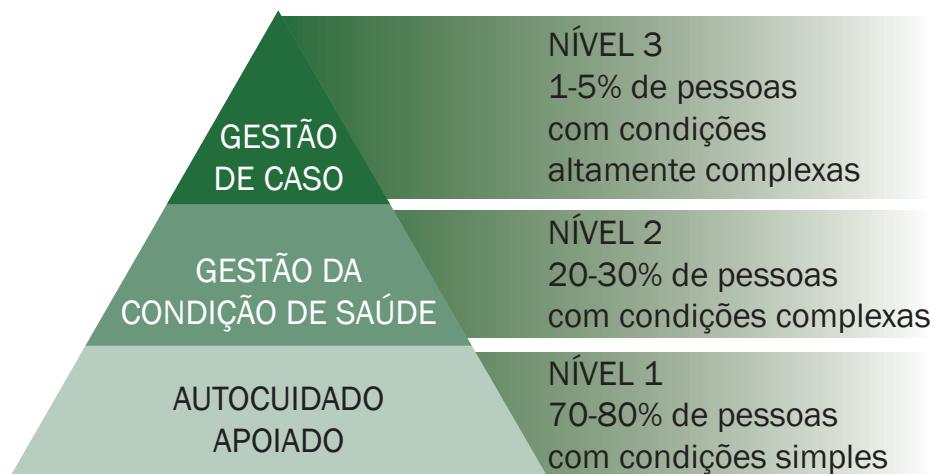 GESTÃO
DE CASO
NÍVEL 3
1-5% de pessoas
com condições
altamente complexas
GESTÃO DA
CONDIÇÃO DE SAÚDE
NÍVEL 2
20-30% de pessoas
com condições complexas
AUTOCUIDADO
APOIADO
NÍVEL 1
70-80% de pessoas
com condições simples